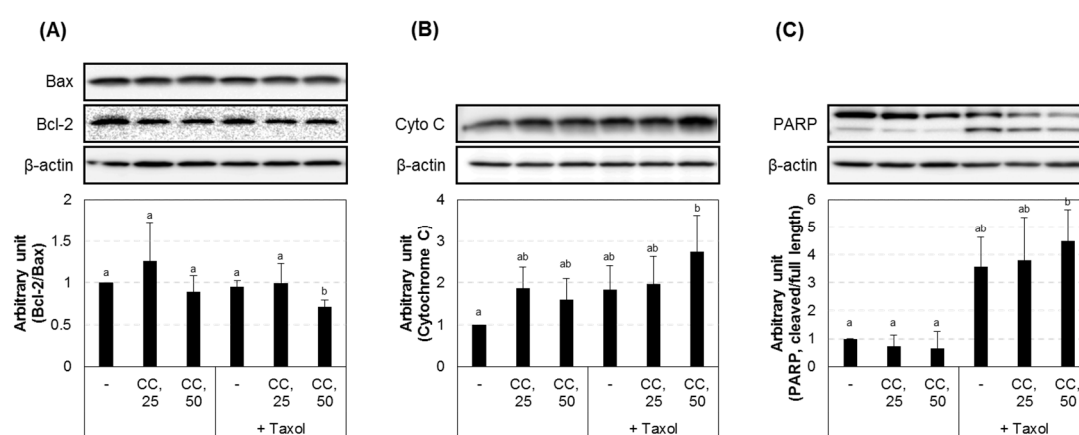 (A)
Bax
Bcl-2
β-actin
Arbitrary unit
(Bcl-2/Bax)
2
1.5
1
0.5
0
a
a
a
a
a
b
-
CC,
25
CC,
50
-
CC,
25
CC,
50
+ Taxol
(B)
Cyto C
β-actin
Arbitrary unit
(Cytochrome C)
4
3
2
1
0
a
ab
ab
ab
ab
b
-
CC,
25
CC,
50
-
CC,
25
CC,
50
+ Taxol
(C)
PARP
β-actin
Arbitrary unit
(PARP, cleaved/full length)
6
5
4
3
2
1
0
a
a
a
ab
ab
b
-
CC,
25
CC,
50
-
CC,
25
CC,
50
+ Taxol